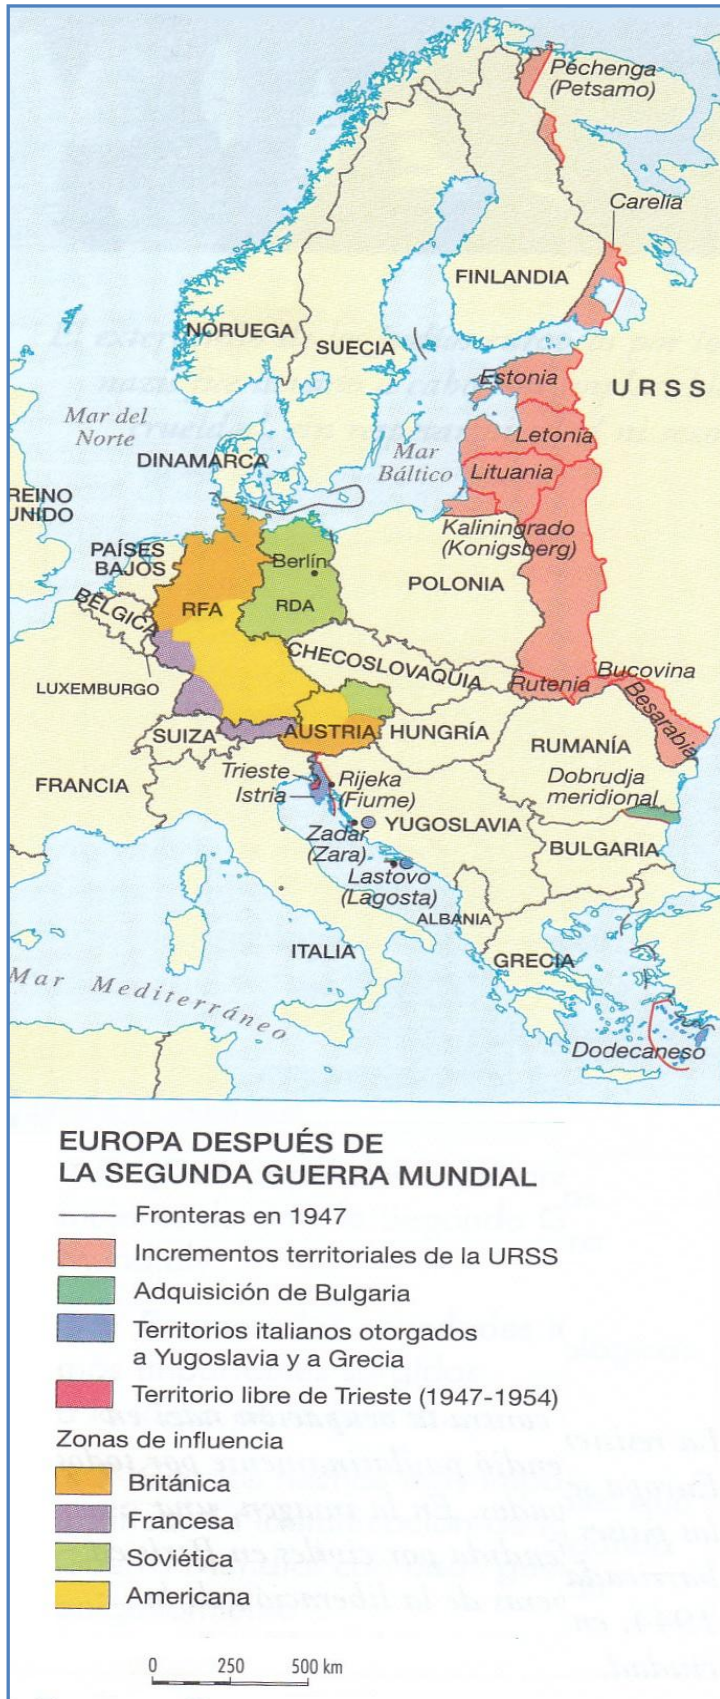 Pechenga
(Petsamo)
Carelia
FINLANDIA
NORUEGA
SUECIA
Estonia
URSS
Mar del
Norte
Letonia
Mar
Báltico
DINAMARCA
Lituania
REINO
UNIDO
Kaliningrado
(Konigsberg)
PAÍSES
BAJOS
Berlín
POLONIA
BÉLGICA
RFA
RDA
CHECOSLOVAQUIA
LUXEMBURGO
Rutenia
Bucovina
Besarabia
SUIZA
AUSTRIA
HUNGRÍA
RUMANÍA
FRANCIA
Trieste
Istria
Rijeka
(Fiume)
Dobrudja
meridional
Zadar
(Zara)
YUGOSLAVIA
BULGARIA
Lastovo
(Lagosta)
ALBANIA
ITALIA
GRECIA
Mar Mediterráneo
Dodecaneso
EUROPA DESPUÉS DE
LA SEGUNDA GUERRA MUNDIAL
Fronteras en 1947
Incrementos territoriales de la URSS
Adquisición de Bulgaria
Territorios italianos otorgados
a Yugoslavia y a Grecia
Territorio libre de Trieste (1947-1954)
Zonas de influencia
Británica
Francesa
Soviética
Americana
0 250 500 km